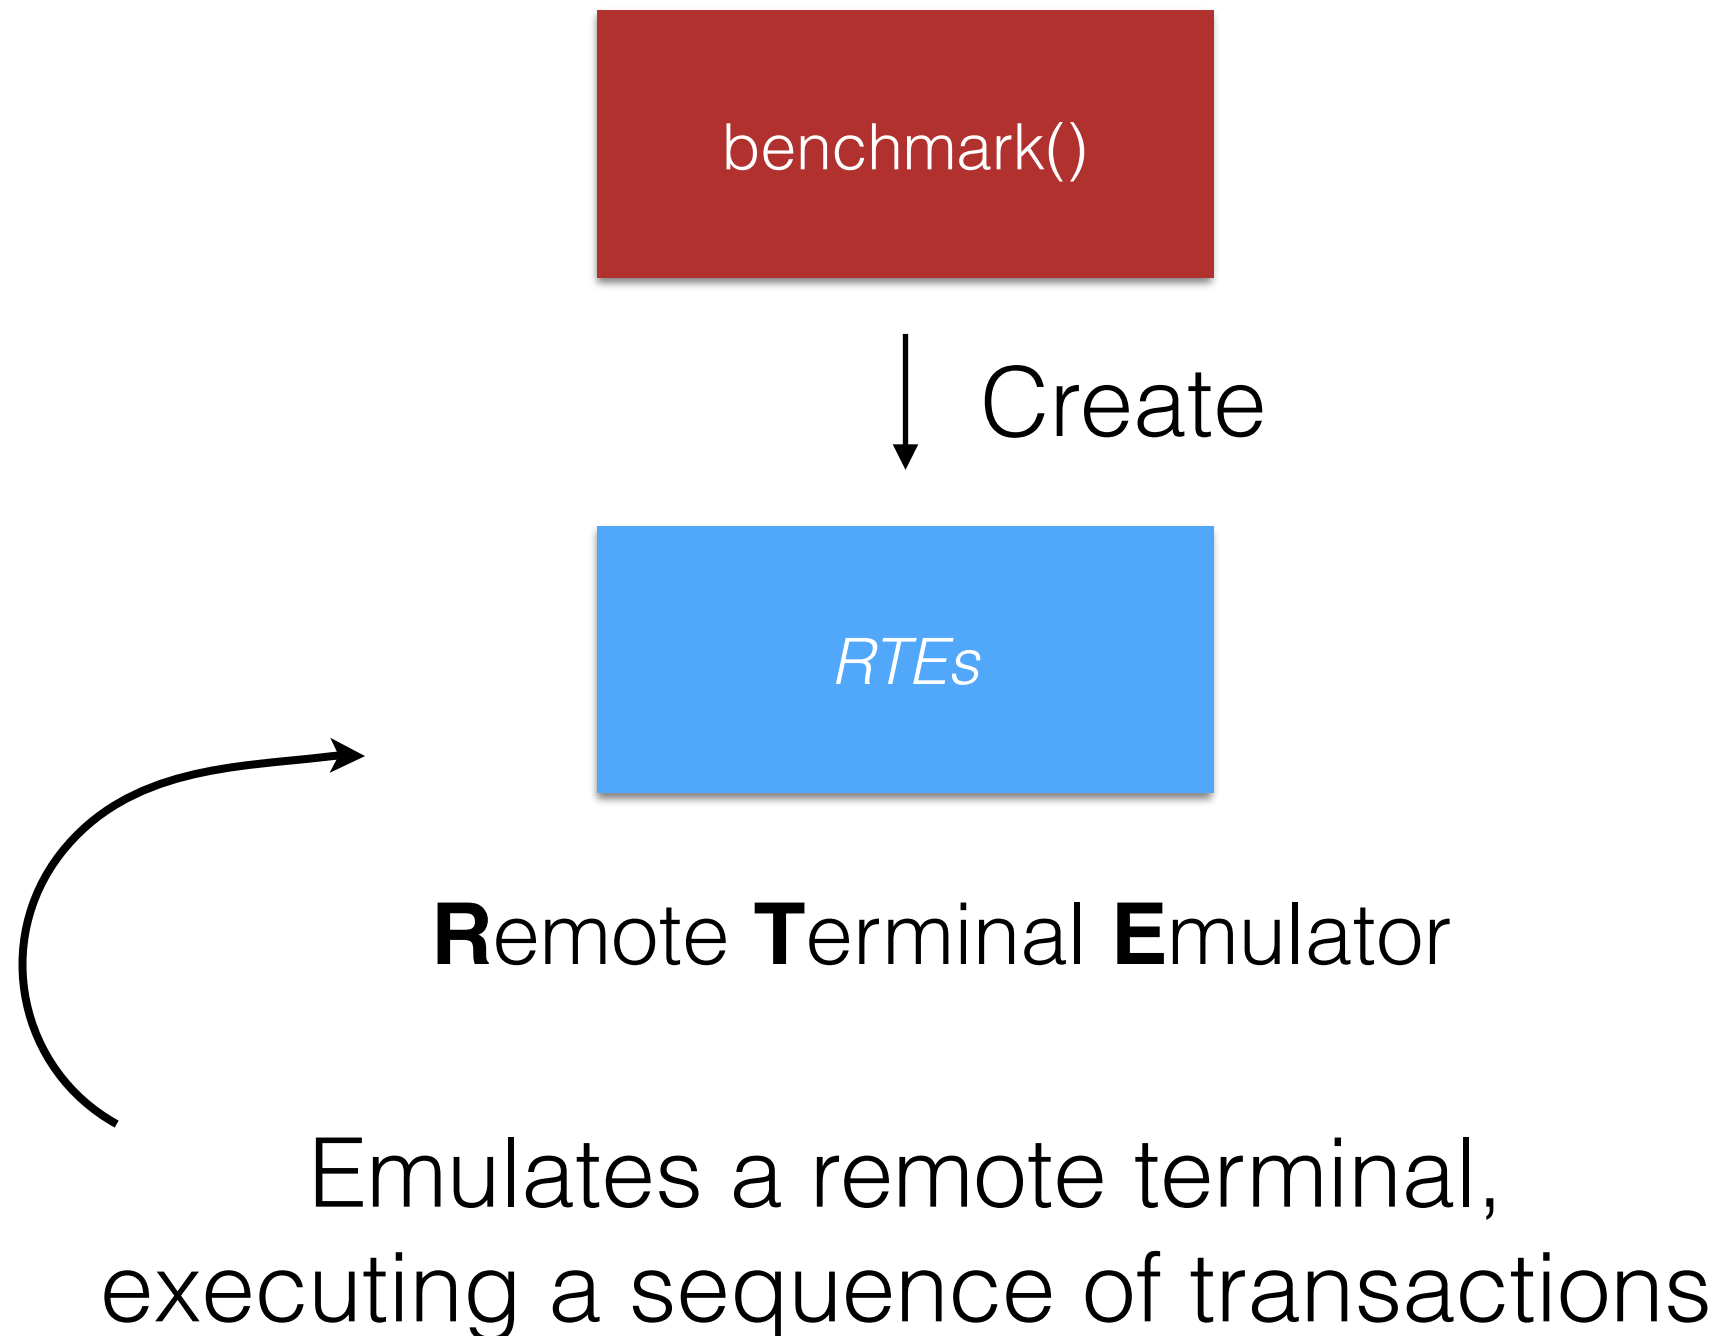 benchmark()
Create
RTEs
Remote Terminal Emulator
Emulates a remote terminal,
executing a sequence of transactions